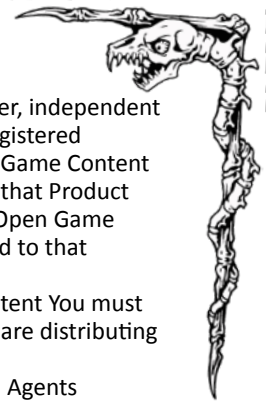 er, independent
gistered
Game Content
that Product
Open Game
d to that
tent You must
are distributing
Agents